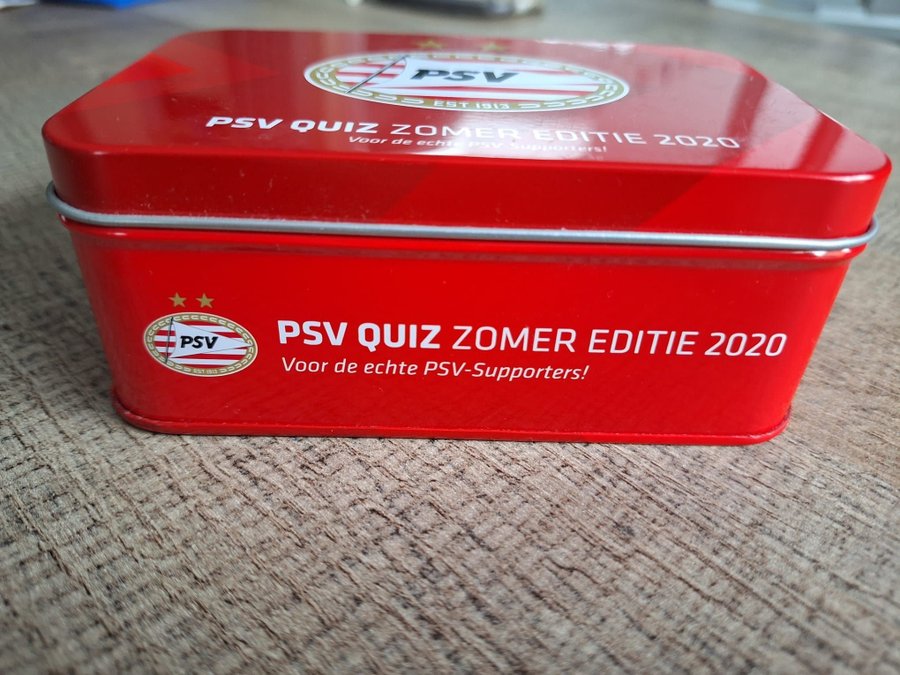 PSV
EST 1913
PSV QUIZ ZOMER EDITIE 2020
Voor de echte PSV-Supporters!
PSV
EST 1913
PSV QUIZ ZOMER EDITIE 2020
Voor de echte PSV-Supporters!